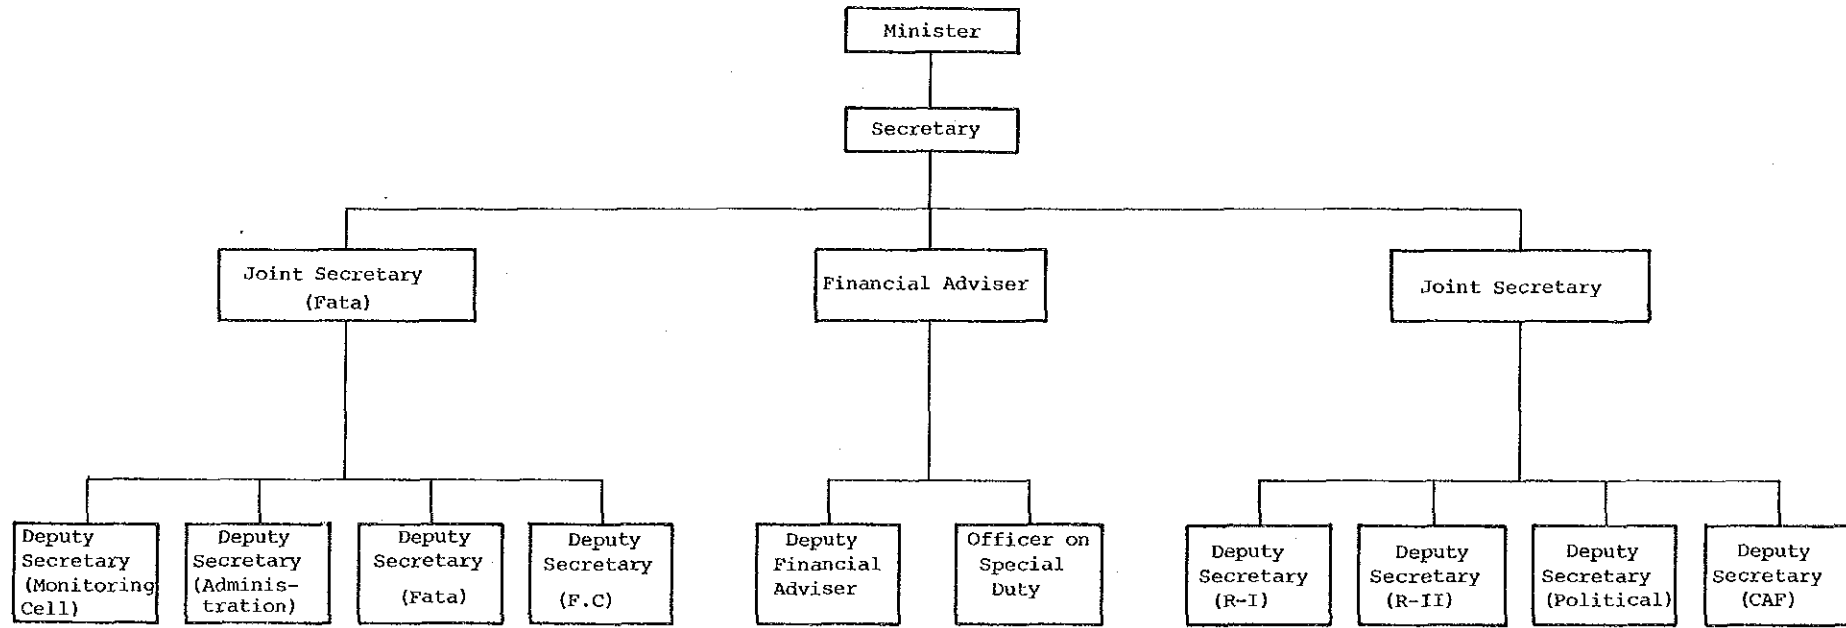 Minister
Secretary
Joint Secretary
(Fata)
Financial Adviser
Joint Secretary
Deputy
Secretary
(Monitoring
Cell)
Deputy
Secretary
(Adminis-
tration)
Deputy
Secretary
(Fata)
Deputy
Secretary
(F.C)
Deputy
Financial
Adviser
Officer on
Special
Duty
Deputy
Secretary
(R-I)
Deputy
Secretary
(R-II)
Deputy
Secretary
(Political)
Deputy
Secretary
(CAF)